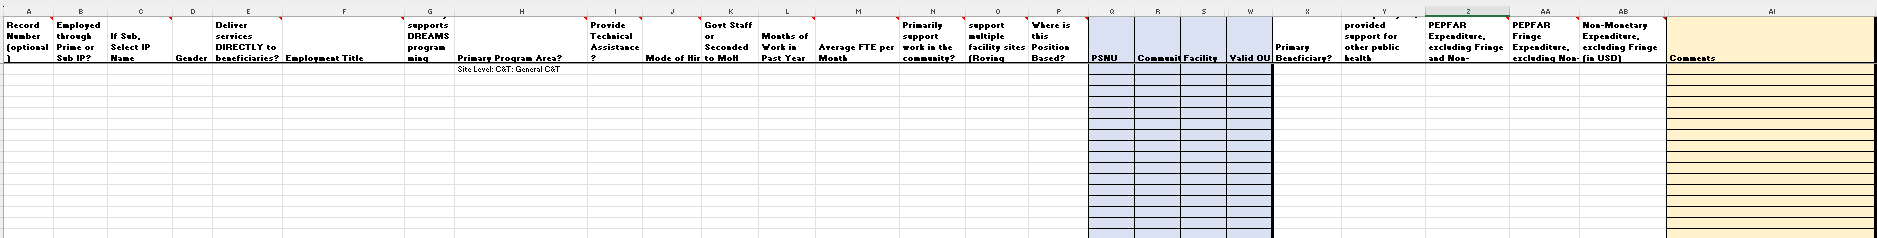 A B C D E F G H I J K L M N O P Q R S W X Y Z AA AB AI
Record
Number
(optional
)
Employed
through
Prime or
Sub IP?
If Sub,
Select IP
Name
Gender
Deliver
services
DIRECTLY to
beneficiaries?
Employment Title
supports
DREAMS
program
ming
Primary Program Area?
Provide
Technical
Assistance
?
Mode of Hir
Govt Staff
or
Seconded
to MoH
Months of
Work in
Past Year
Average FTE per
Month
Primarily
support
work in the
community?
support
multiple
facility sites
(Roving
Where is
this
Position
Based?
PSNU
Communit
Facility
Valid OU
Primary
Beneficiary?
provided
support for
other public
health
PEPFAR
Expenditure,
excluding Fringe
and Non-
PEPFAR
Fringe
Expenditure,
excluding Non-
Non-Monetary
Expenditure,
excluding Fringe
(in USD)
Comments
Site Level: C&T: General C&T